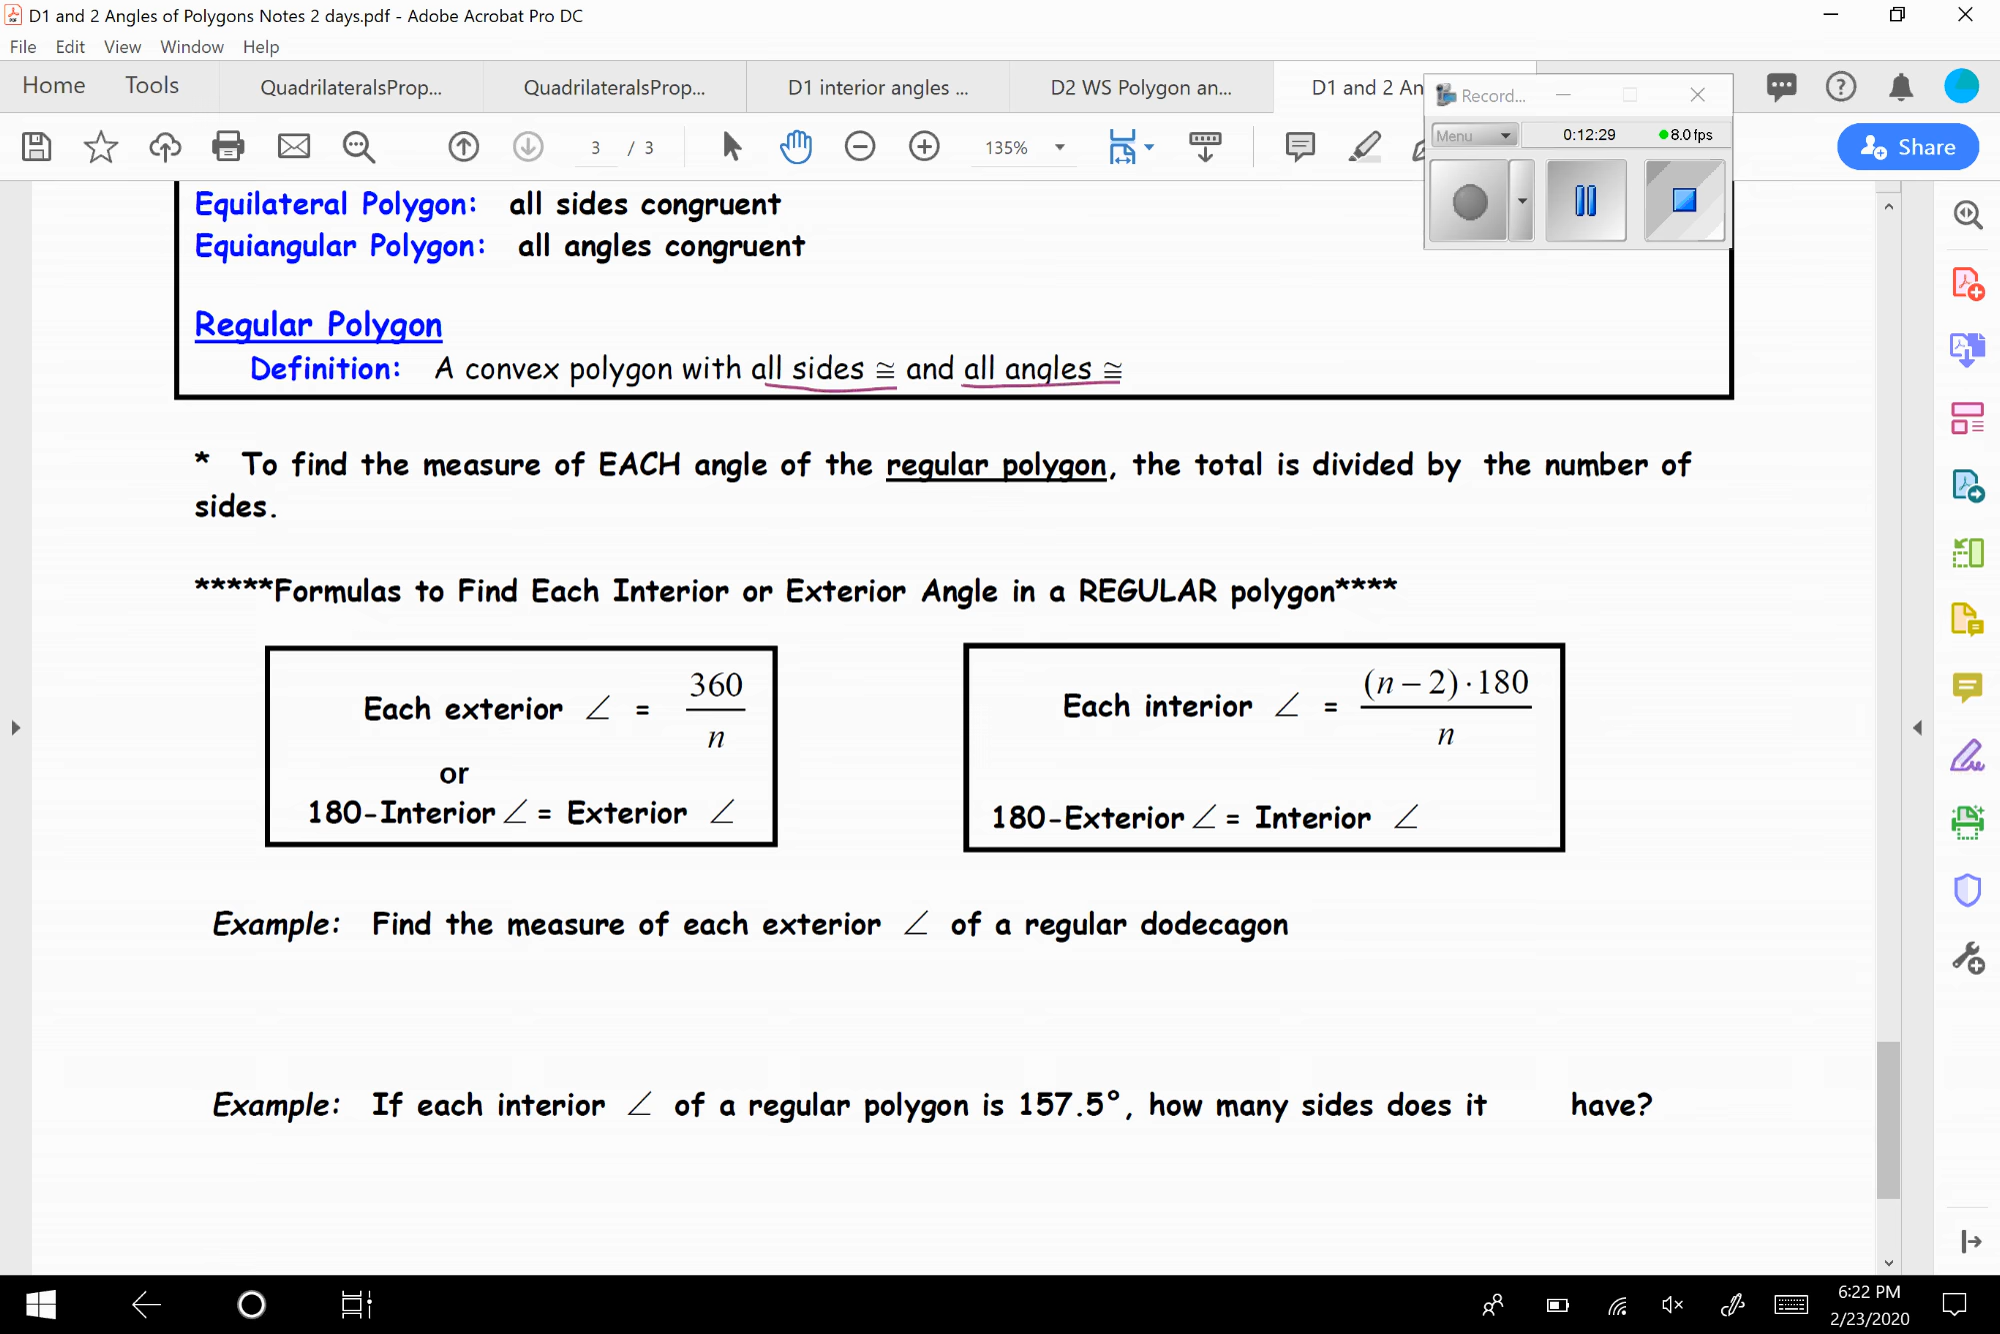 D1 and 2 Angles of Polygons Notes 2 days.pdf - Adobe Acrobat Pro DC
File Edit View Window Help
Home Tools QuadrilateralsProp... QuadrilateralsProp... D1 interior angles ... D2 WS Polygon an... D1 and 2 An
Record...
Menu 0:12:29 8.0 fps
3 / 3 135% Share
Equilateral Polygon: all sides congruent
Equiangular Polygon: all angles congruent
Regular Polygon
Definition: A convex polygon with all sides ≅ and all angles ≅
* To find the measure of EACH angle of the regular polygon, the total is divided by the number of
sides.
*****Formulas to Find Each Interior or Exterior Angle in a REGULAR polygon****
Each exterior ∠ = 360/n
or
180-Interior ∠ = Exterior ∠
Each interior ∠ = (n – 2)·180/n
180-Exterior ∠ = Interior ∠
Example: Find the measure of each exterior ∠ of a regular dodecagon
Example: If each interior ∠ of a regular polygon is 157.5°, how many sides does it have?
6:22 PM
2/23/2020